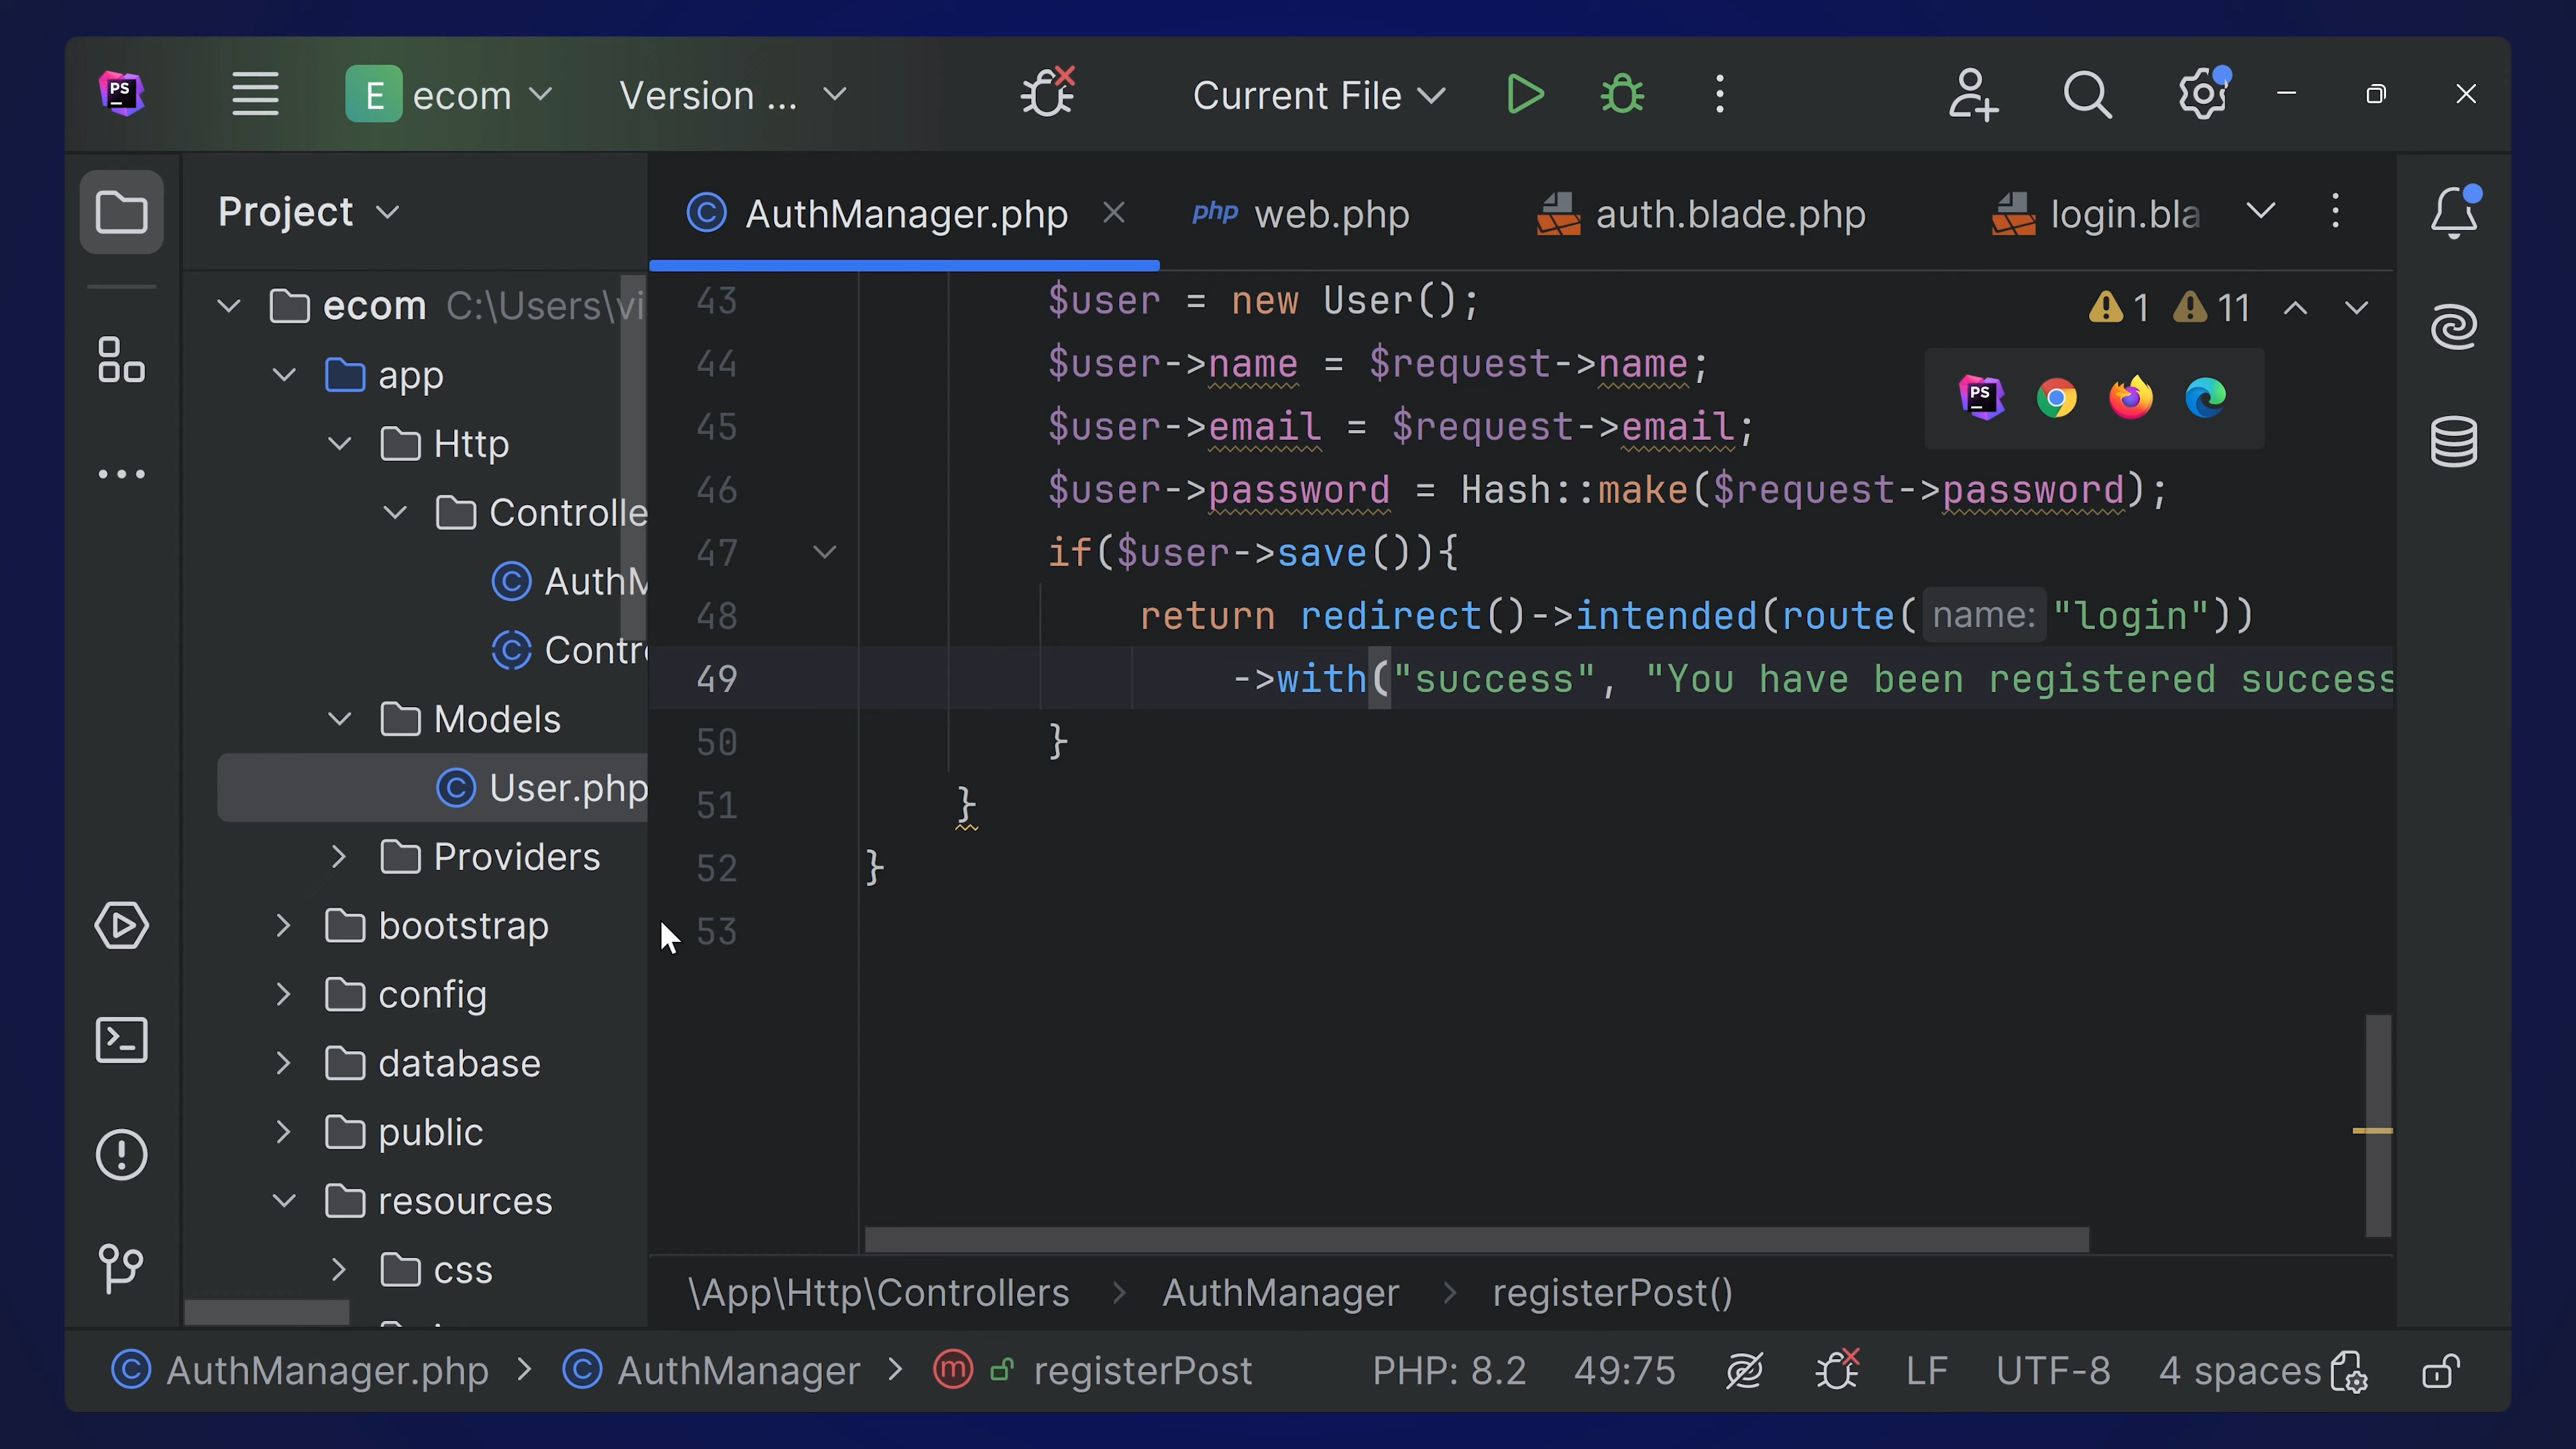 PS
E ecom
Version ...
Current File
Project
AuthManager.php
php web.php
auth.blade.php
login.bla
ecom C:\Users\vi
app
Http
Controlle
AuthM
Contro
Models
User.php
Providers
bootstrap
config
database
public
resources
css
1 11
PS
43 $user = new User();
44 $user->name = $request->name;
45 $user->email = $request->email;
46 $user->password = Hash::make($request->password);
47 if($user->save()){
48 return redirect()->intended(route( name: "login"))
49 ->with("success", "You have been registered success
50 }
51 }
52 }
53
\App\Http\Controllers > AuthManager > registerPost()
AuthManager.php > AuthManager > m registerPost
PHP: 8.2 49:75 LF UTF-8 4 spaces